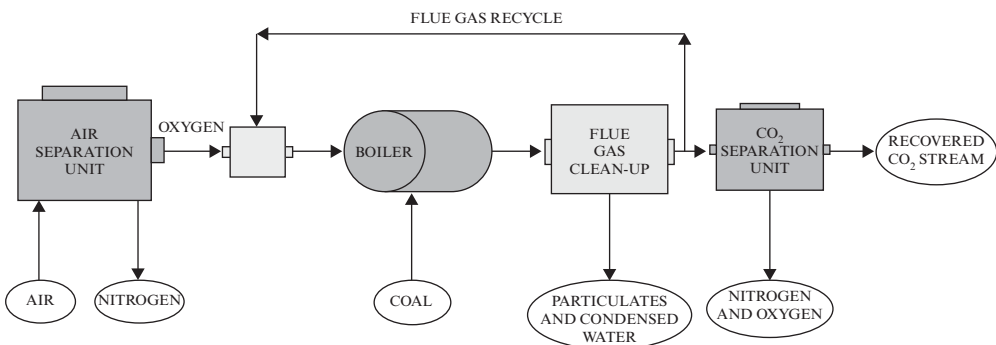 FLUE GAS RECYCLE
AIR
SEPARATION
UNIT
OXYGEN
BOILER
FLUE
GAS
CLEAN-UP
CO₂
SEPARATION
UNIT
RECOVERED
CO₂ STREAM
AIR
NITROGEN
COAL
PARTICULATES
AND CONDENSED
WATER
NITROGEN
AND OXYGEN